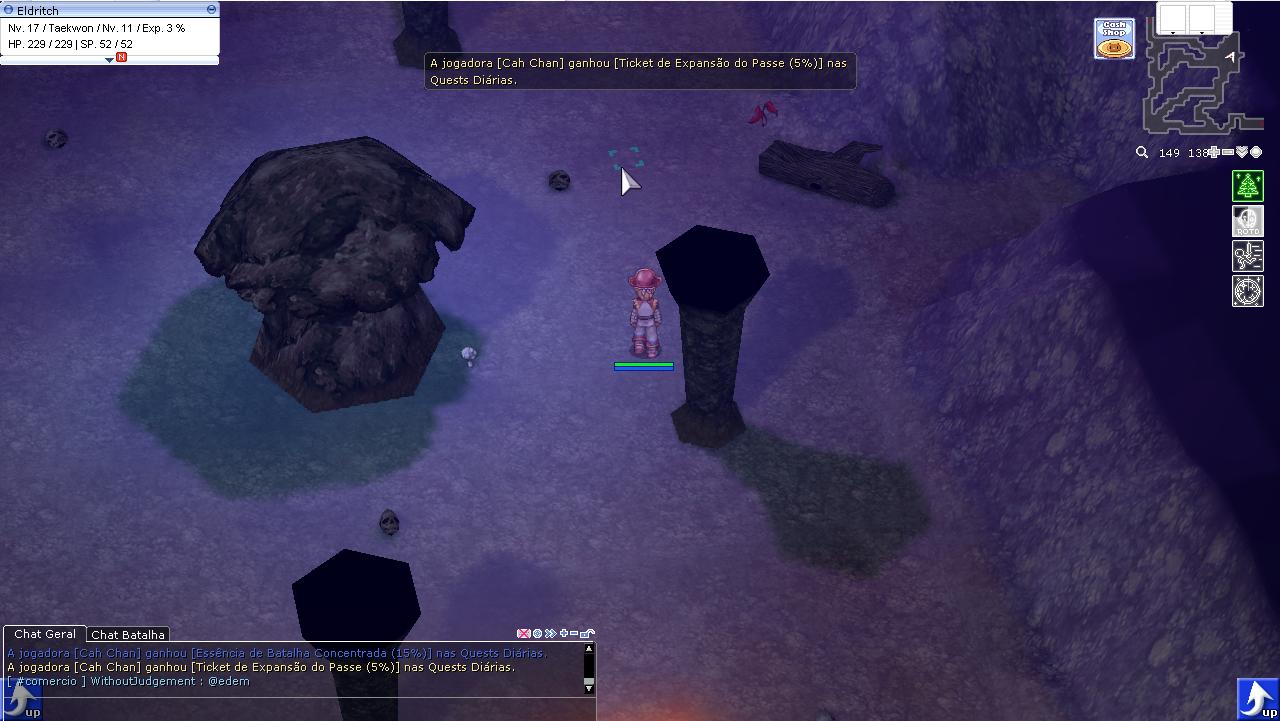 Eldritch
Nv. 17 / Taekwon / Nv. 11 / Exp. 3 %
HP. 229 / 229 | SP. 52 / 52
N
A jogadora [Cah Chan] ganhou [Ticket de Expansão do Passe (5%)] nas
Quests Diárias.
Cash
Shop
149 138
ROTD
Chat Geral
Chat Batalha
A jogadora [Cah Chan] ganhou [Essência de Batalha Concentrada (15%)] nas Quests Diárias.
A jogadora [Cah Chan] ganhou [Ticket de Expansão do Passe (5%)] nas Quests Diárias.
[ #comercio ] WithoutJudgement : @edem
up
up